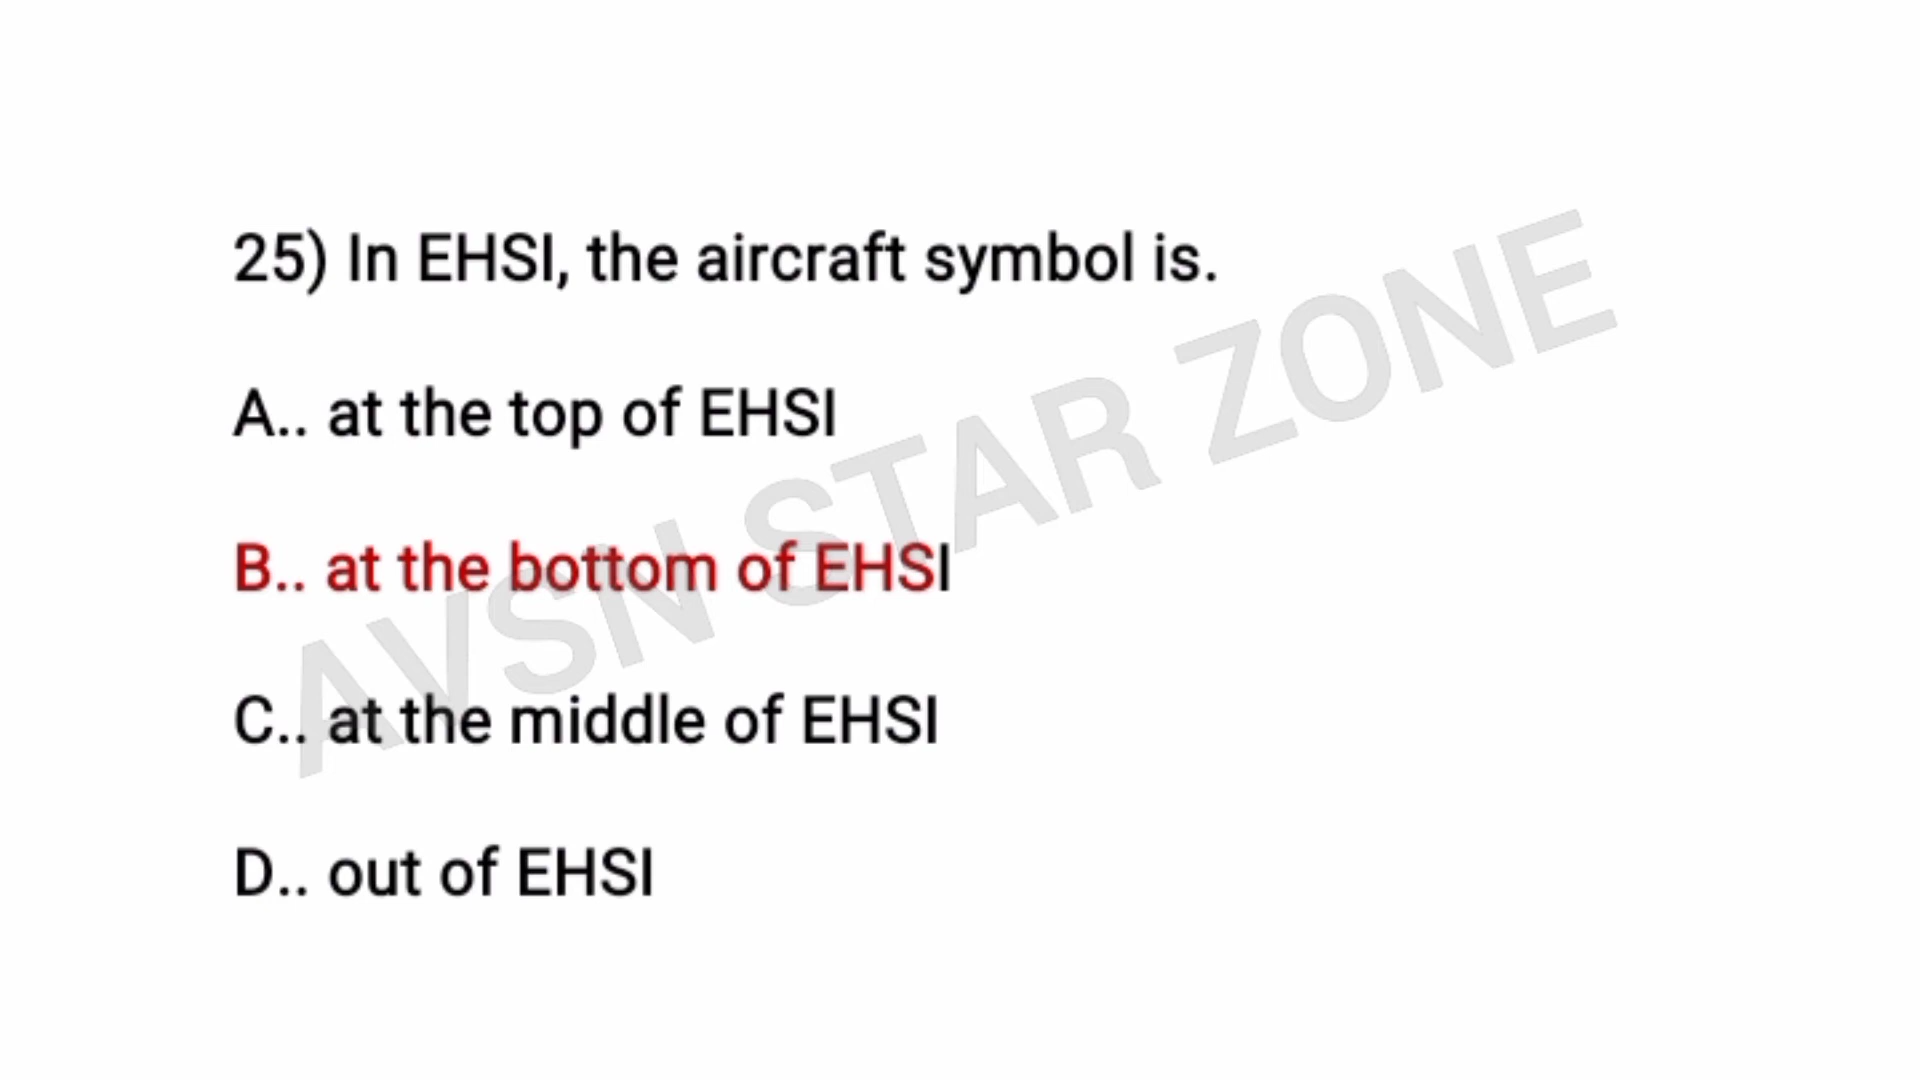 25) In EHSI, the aircraft symbol is.
A.. at the top of EHSI
B.. at the bottom of EHSI
C.. at the middle of EHSI
D.. out of EHSI
AVSN STAR ZONE